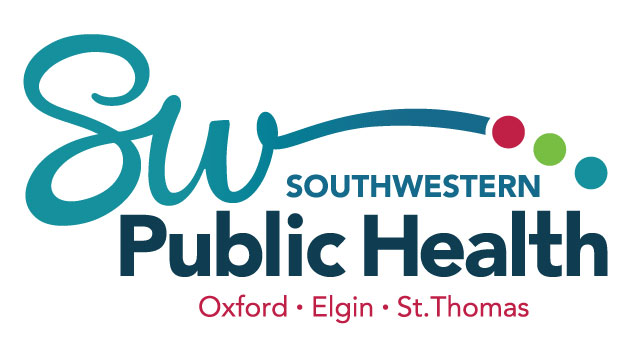 Sw
SOUTHWESTERN
Public Health
Oxford • Elgin • St.Thomas